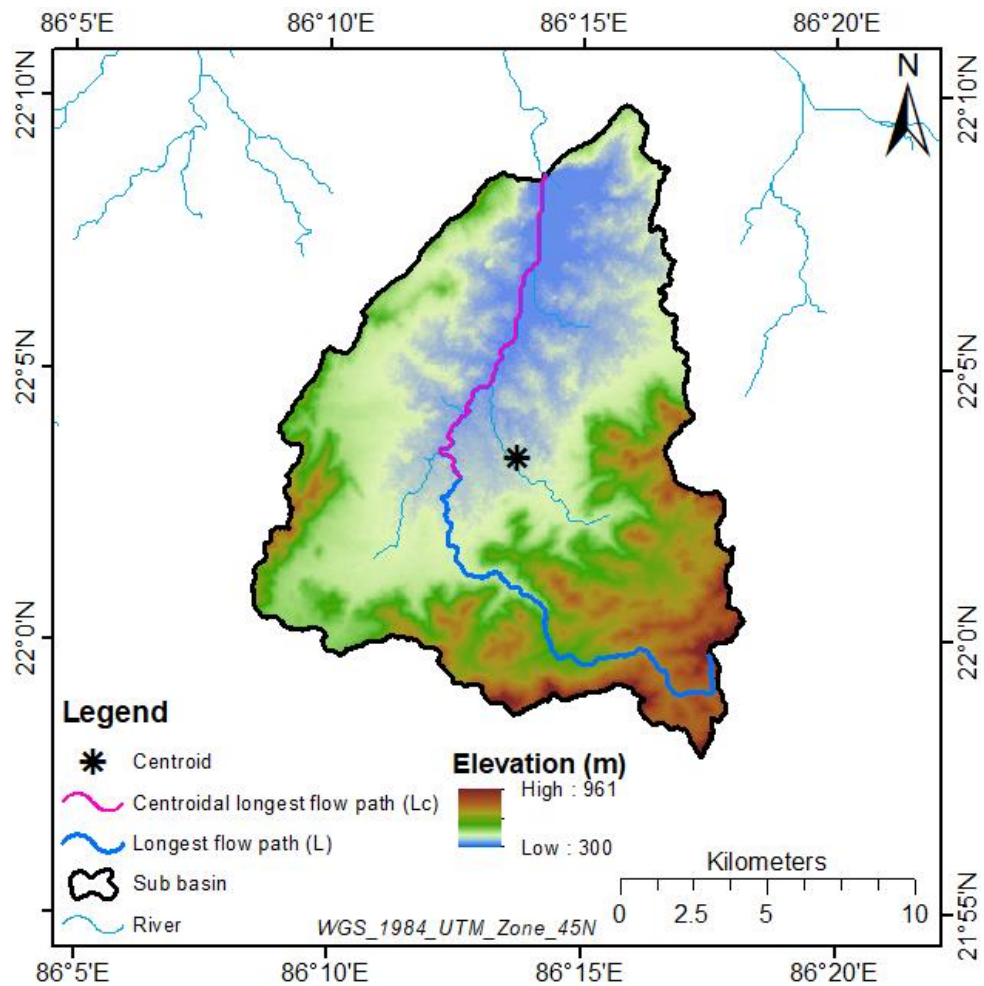 86°5'E 86°10'E 86°15'E 86°20'E
N
22°10'N 22°10'N
22°5'N 22°5'N
22°0'N 22°0'N
21°55'N
Legend
Centroid
Centroidal longest flow path (Lc)
Longest flow path (L)
Sub basin
River
Elevation (m)
High : 961
Low : 300
Kilometers
0 2.5 5 10
WGS_1984_UTM_Zone_45N
86°5'E 86°10'E 86°15'E 86°20'E